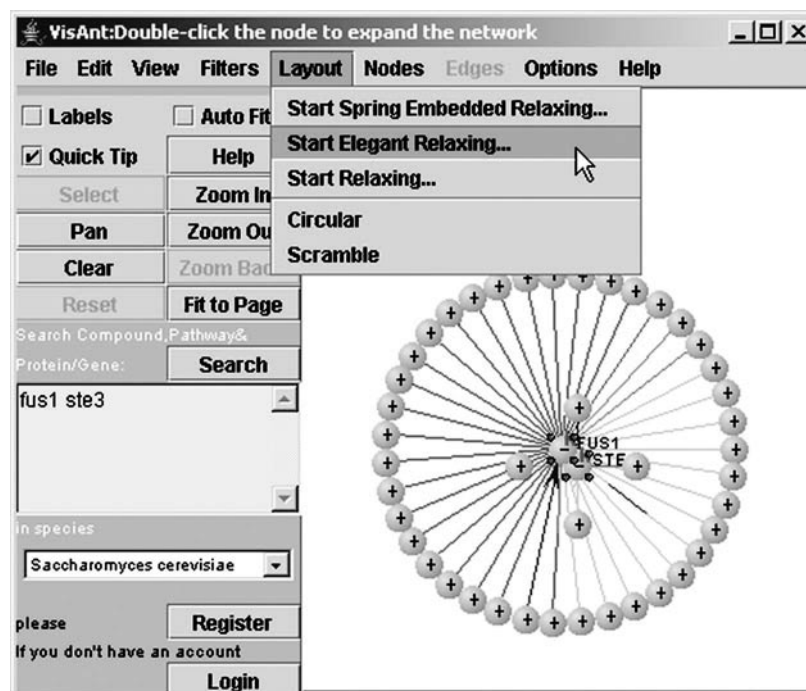 VisAnt:Double-click the node to expand the network
File Edit View Filters Layout Nodes Edges Options Help
Labels Auto Fit
Quick Tip Help
Select Zoom In
Pan Zoom Ou
Clear Zoom Bac
Reset Fit to Page
Start Spring Embedded Relaxing...
Start Elegant Relaxing...
Start Relaxing...
Circular
Scramble
Search Compound,Pathway&
Protein/Gene: Search
fus1 ste3
in species
Saccharomyces cerevisiae
please Register
If you don't have an account
Login
FUS1
STE